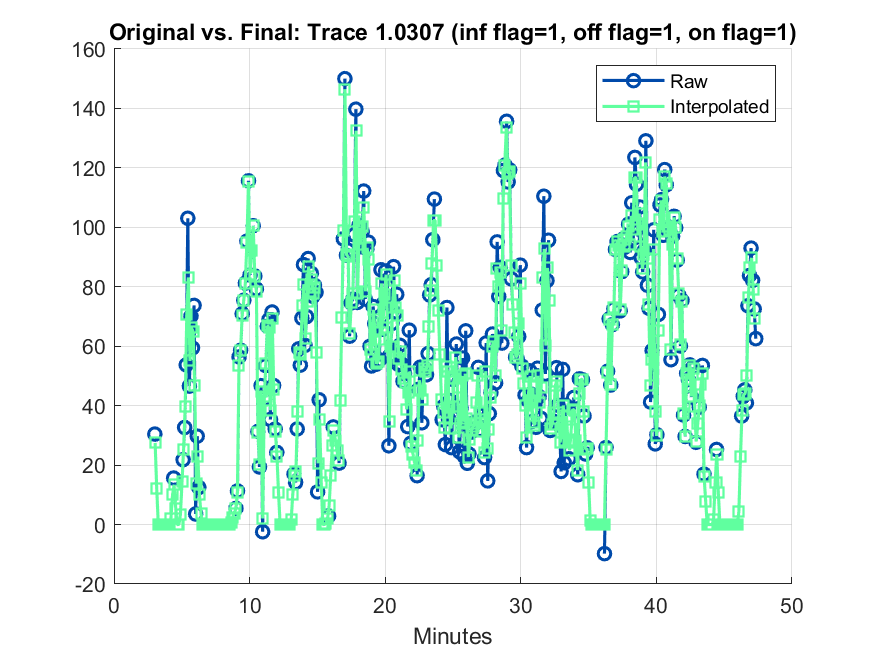 Original vs. Final: Trace 1.0307 (inf flag=1, off flag=1, on flag=1)
160
140
120
100
80
60
40
20
0
-20
Raw
Interpolated
0 10 20 30 40 50
Minutes